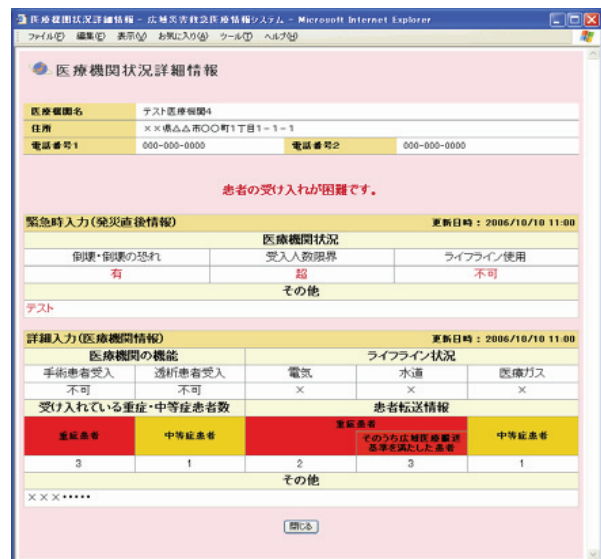 医療機関状況詳細情報 - 広域災害救急医療情報システム - Microsoft Internet Explorer
ファイル(F) 編集(E) 表示(V) お気に入り(A) ツール(T) ヘルプ(H)
医療機関状況詳細情報
医療機関名 テスト医療機関4
住所 ××県△△市〇〇町1丁目1-1-1
電話番号1 000-000-0000 電話番号2 000-000-0000
患者の受け入れが困難です。
緊急時入力(発災直後情報) 更新日時：2006/10/10 11:00
医療機関状況
倒壊・倒壊の恐れ 受入人数限界 ライフライン使用
有 超 不可
その他
テスト
詳細入力(医療機関情報) 更新日時：2006/10/10 11:00
医療機関の機能 ライフライン状況
手術患者受入 透析患者受入 電気 水道 医療ガス
不可 不可 × × ×
受け入れている重症・中等症患者数 患者転送情報
重症患者 中等症患者 重症患者 そのうち広域医療搬送基準を満たした患者 中等症患者
3 1 2 3 1
その他
×××・・・・・
閉じる